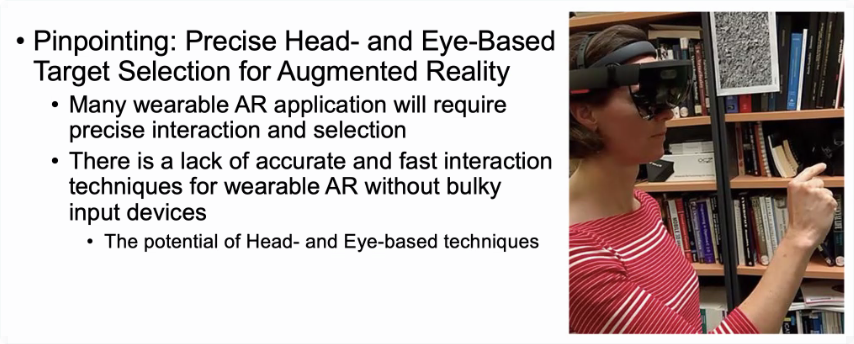 • Pinpointing: Precise Head- and Eye-Based
Target Selection for Augmented Reality
• Many wearable AR application will require
precise interaction and selection
• There is a lack of accurate and fast interaction
techniques for wearable AR without bulky
input devices
• The potential of Head- and Eye-based techniques